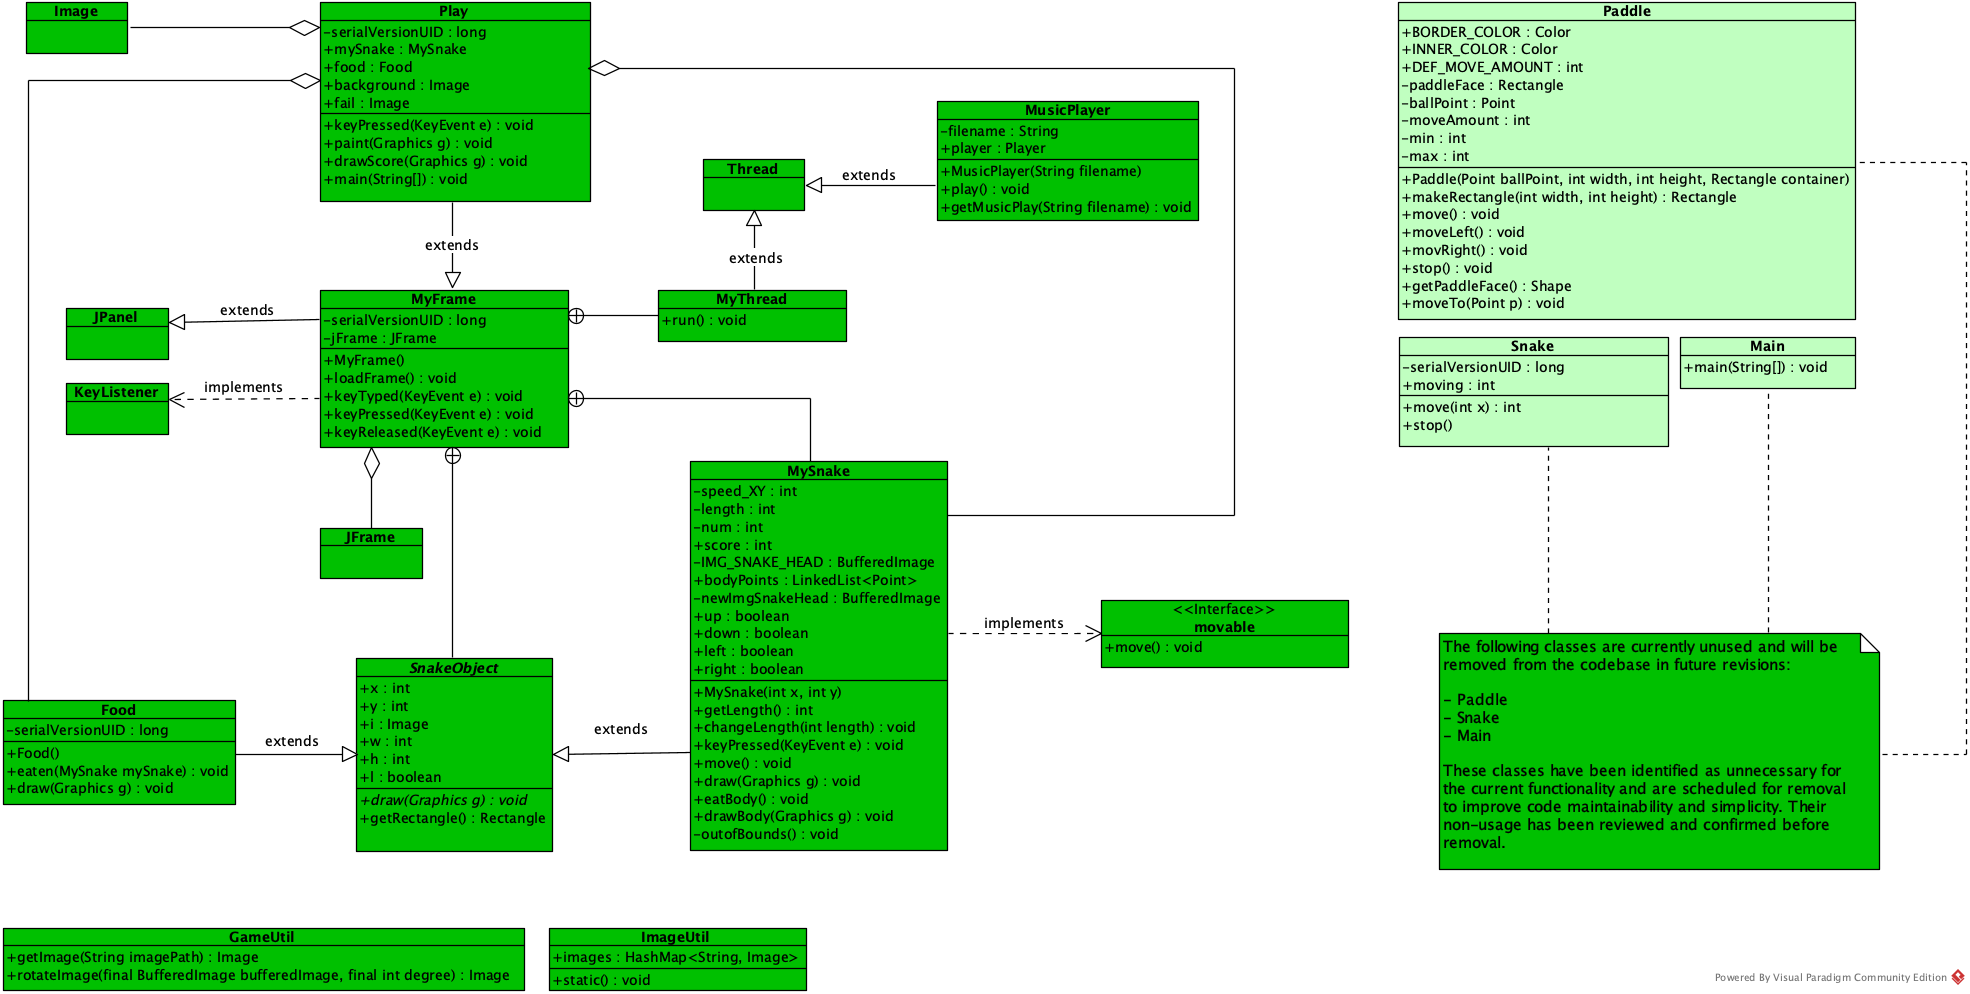 Image
Play
-serialVersionUID : long
+mySnake : MySnake
+food : Food
+background : Image
+fail : Image
+keyPressed(KeyEvent e) : void
+paint(Graphics g) : void
+drawScore(Graphics g) : void
+main(String[]) : void
extends
MusicPlayer
-filename : String
+player : Player
+MusicPlayer(String filename)
+play() : void
+getMusicPlay(String filename) : void
extends
Thread
extends
MyThread
+run() : void
MyFrame
-serialVersionUID : long
-jFrame : JFrame
+MyFrame()
+loadFrame() : void
+keyTyped(KeyEvent e) : void
+keyPressed(KeyEvent e) : void
+keyReleased(KeyEvent e) : void
extends
JPanel
implements
KeyListener
JFrame
MySnake
-speed_XY : int
-length : int
-num : int
+score : int
-IMG_SNAKE_HEAD : BufferedImage
+bodyPoints : LinkedList<Point>
-newImgSnakeHead : BufferedImage
+up : boolean
+down : boolean
+left : boolean
+right : boolean
+MySnake(int x, int y)
+getLength() : int
+changeLength(int length) : void
+keyPressed(KeyEvent e) : void
+move() : void
+draw(Graphics g) : void
+eatBody() : void
+drawBody(Graphics g) : void
-outofBounds() : void
implements
<<Interface>>
movable
+move() : void
extends
SnakeObject
+x : int
+y : int
+i : Image
+w : int
+h : int
+l : boolean
+draw(Graphics g) : void
+getRectangle() : Rectangle
extends
Food
-serialVersionUID : long
+Food()
+eaten(MySnake mySnake) : void
+draw(Graphics g) : void
GameUtil
+getImage(String imagePath) : Image
+rotateImage(final BufferedImage bufferedImage, final int degree) : Image
ImageUtil
+images : HashMap<String, Image>
+static() : void
Paddle
+BORDER_COLOR : Color
+INNER_COLOR : Color
+DEF_MOVE_AMOUNT : int
-paddleFace : Rectangle
-ballPoint : Point
-moveAmount : int
-min : int
-max : int
+Paddle(Point ballPoint, int width, int height, Rectangle container)
+makeRectangle(int width, int height) : Rectangle
+move() : void
+moveLeft() : void
+movRight() : void
+stop() : void
+getPaddleFace() : Shape
+moveTo(Point p) : void
Snake
-serialVersionUID : long
+moving : int
+move(int x) : int
+stop()
Main
+main(String[]) : void
The following classes are currently unused and will be
removed from the codebase in future revisions:
- Paddle
- Snake
- Main
These classes have been identified as unnecessary for
the current functionality and are scheduled for removal
to improve code maintainability and simplicity. Their
non-usage has been reviewed and confirmed before
removal.
Powered By Visual Paradigm Community Edition